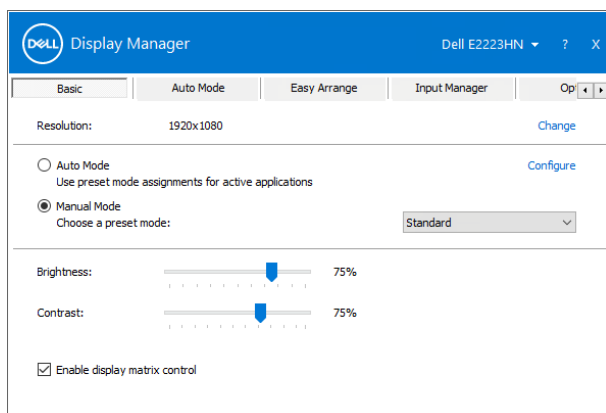 DELL Display Manager Dell E2223HN ? X
Basic Auto Mode Easy Arrange Input Manager Op
Resolution: 1920x1080 Change
Auto Mode Configure
Use preset mode assignments for active applications
Manual Mode
Choose a preset mode: Standard
Brightness: 75%
Contrast: 75%
Enable display matrix control